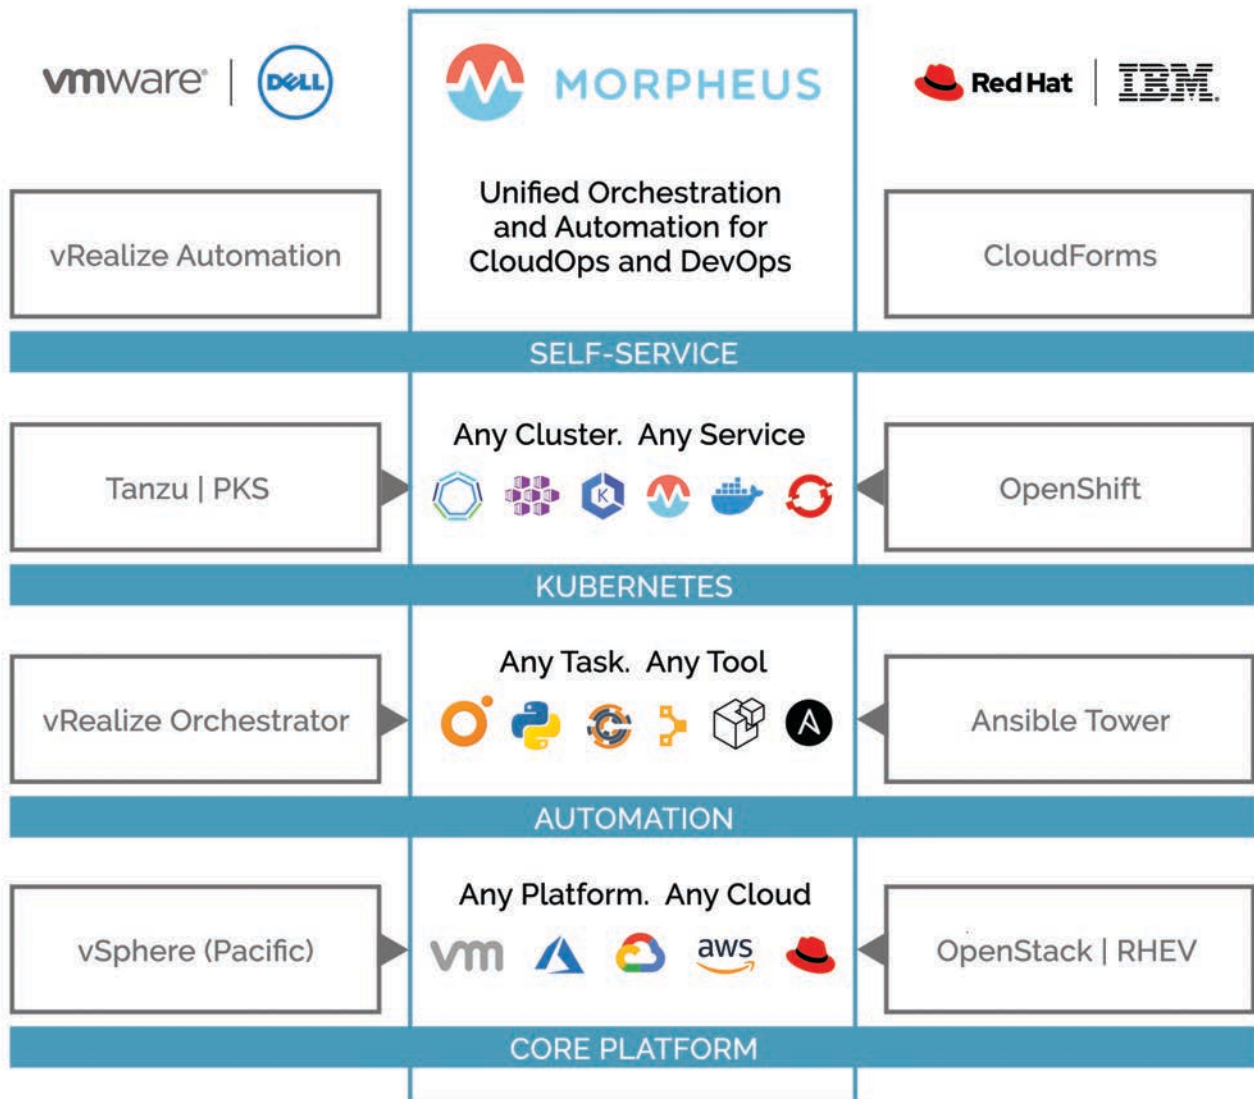 vmware®
DELL
MORPHEUS
Red Hat
IBM®
vRealize Automation
Unified Orchestration
and Automation for
CloudOps and DevOps
CloudForms
SELF-SERVICE
Any Cluster. Any Service
Tanzu | PKS
K
OpenShift
KUBERNETES
Any Task. Any Tool
vRealize Orchestrator
A
Ansible Tower
AUTOMATION
Any Platform. Any Cloud
vSphere (Pacific)
vm
aws
OpenStack | RHEV
CORE PLATFORM